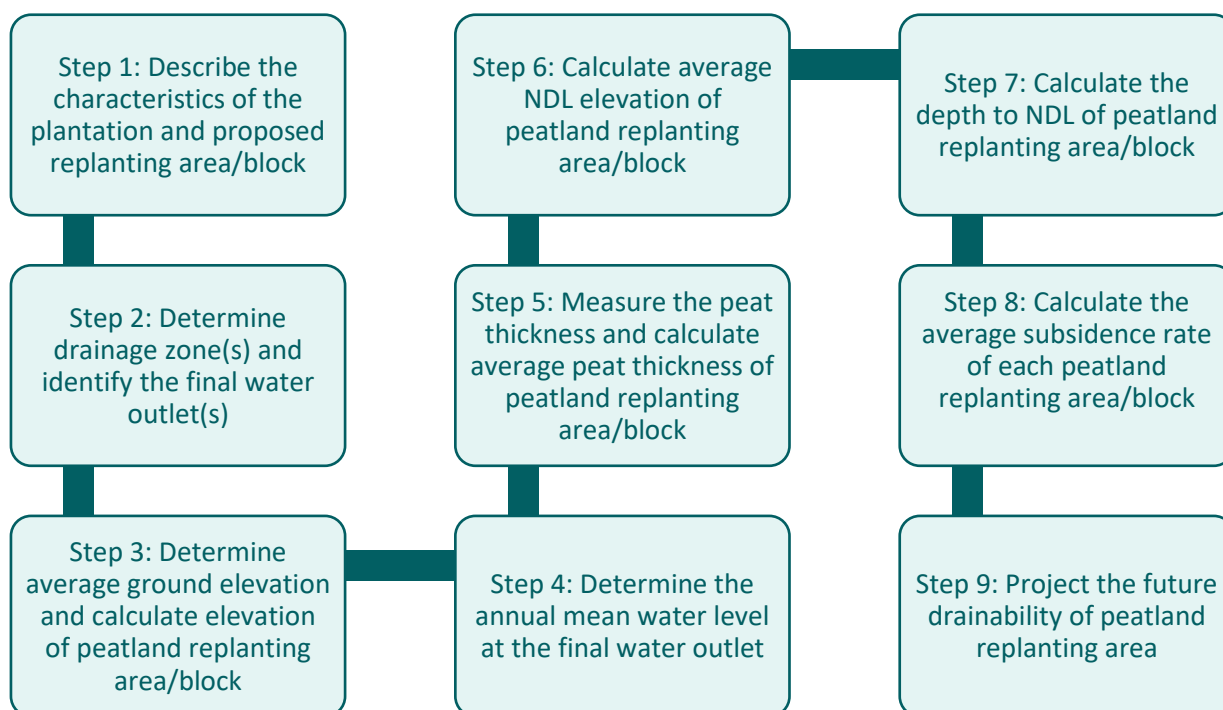 Step 1: Describe the
characteristics of the
plantation and proposed
replanting area/block
Step 2: Determine
drainage zone(s) and
identify the final water
outlet(s)
Step 3: Determine
average ground elevation
and calculate elevation
of peatland replanting
area/block
Step 4: Determine the
annual mean water level
at the final water outlet
Step 5: Measure the peat
thickness and calculate
average peat thickness of
peatland replanting
area/block
Step 6: Calculate average
NDL elevation of
peatland replanting
area/block
Step 7: Calculate the
depth to NDL of peatland
replanting area/block
Step 8: Calculate the
average subsidence rate
of each peatland
replanting area/block
Step 9: Project the future
drainability of peatland
replanting area